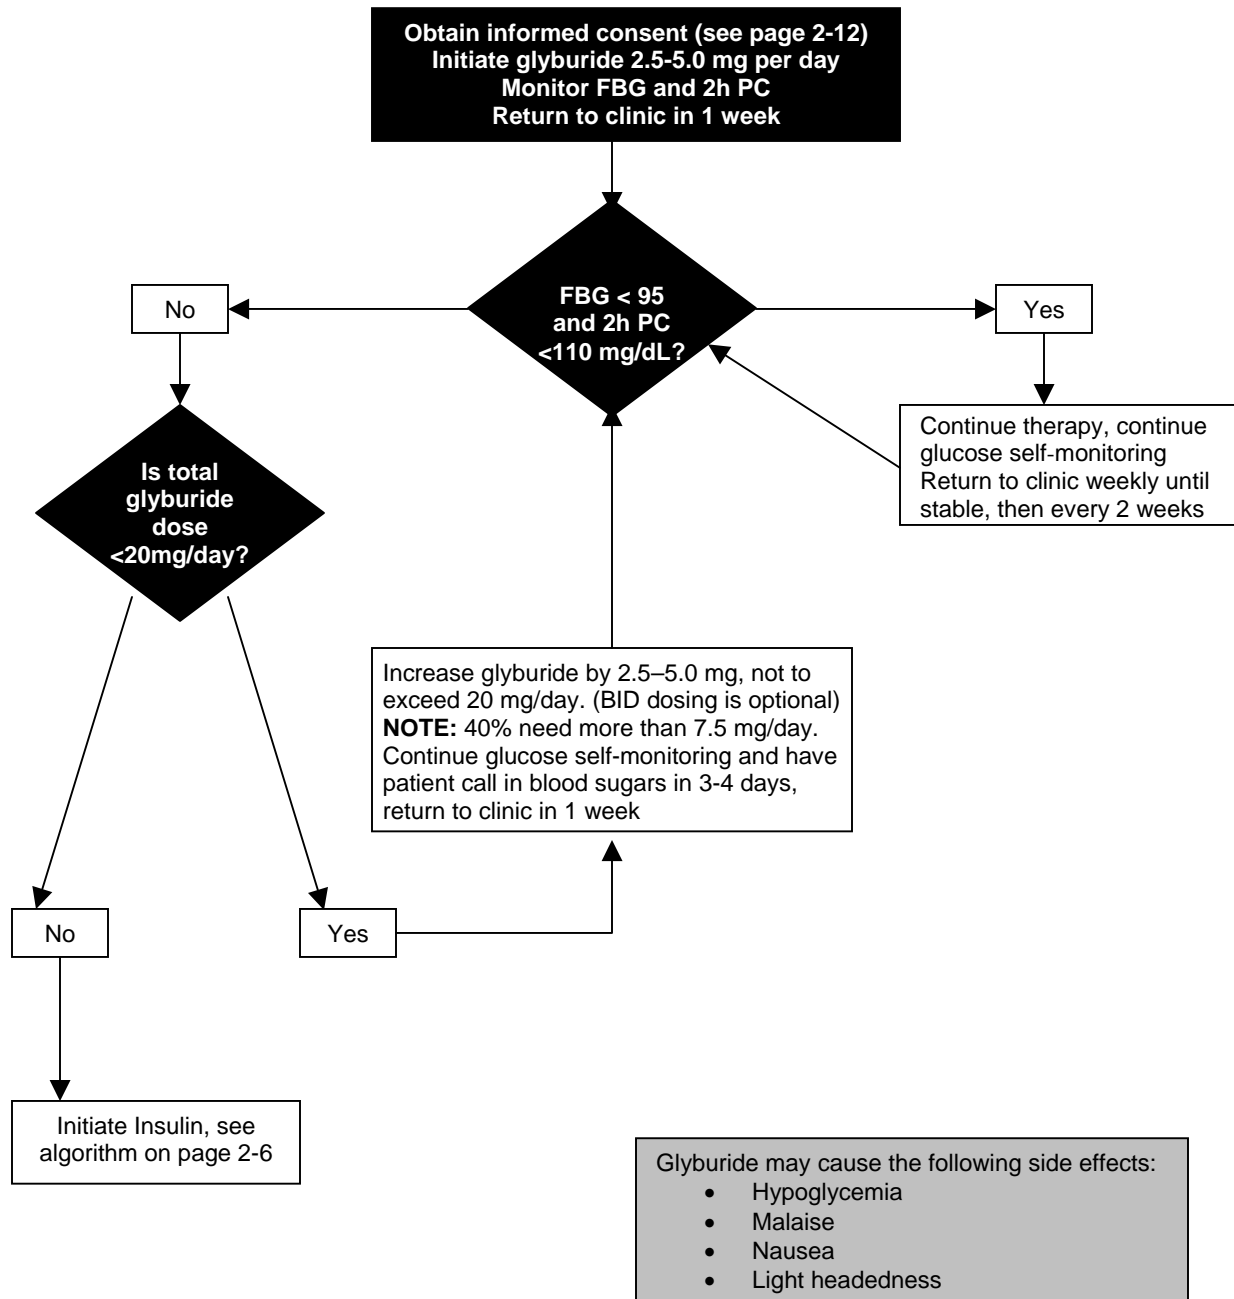 Obtain informed consent (see page 2-12)
Initiate glyburide 2.5-5.0 mg per day
Monitor FBG and 2h PC
Return to clinic in 1 week
FBG < 95
and 2h PC
<110 mg/dL?
No
Yes
Continue therapy, continue
glucose self-monitoring
Return to clinic weekly until
stable, then every 2 weeks
Is total
glyburide
dose
<20mg/day?
Increase glyburide by 2.5–5.0 mg, not to
exceed 20 mg/day. (BID dosing is optional)
NOTE: 40% need more than 7.5 mg/day.
Continue glucose self-monitoring and have
patient call in blood sugars in 3-4 days,
return to clinic in 1 week
No
Yes
Initiate Insulin, see
algorithm on page 2-6
Glyburide may cause the following side effects:
• Hypoglycemia
• Malaise
• Nausea
• Light headedness